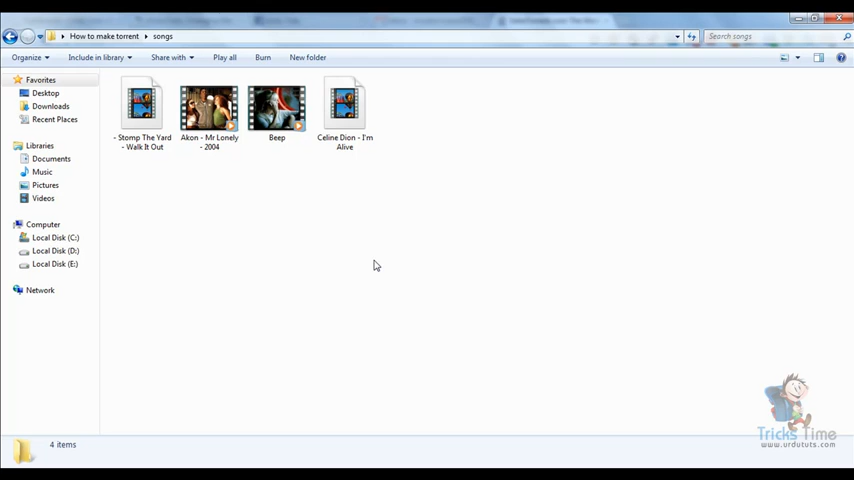 How to make torrent
songs
Search songs
Organize
Include in library
Share with
Play all
Burn
New folder
Favorites
Desktop
Downloads
Recent Places
Libraries
Documents
Music
Pictures
Videos
Computer
Local Disk (C:)
Local Disk (D:)
Local Disk (E:)
Network
- Stomp The Yard
- Walk It Out
Akon - Mr Lonely
- 2004
Beep
Celine Dion - I'm
Alive
4 items
Tricks Time
www.urdututs.com